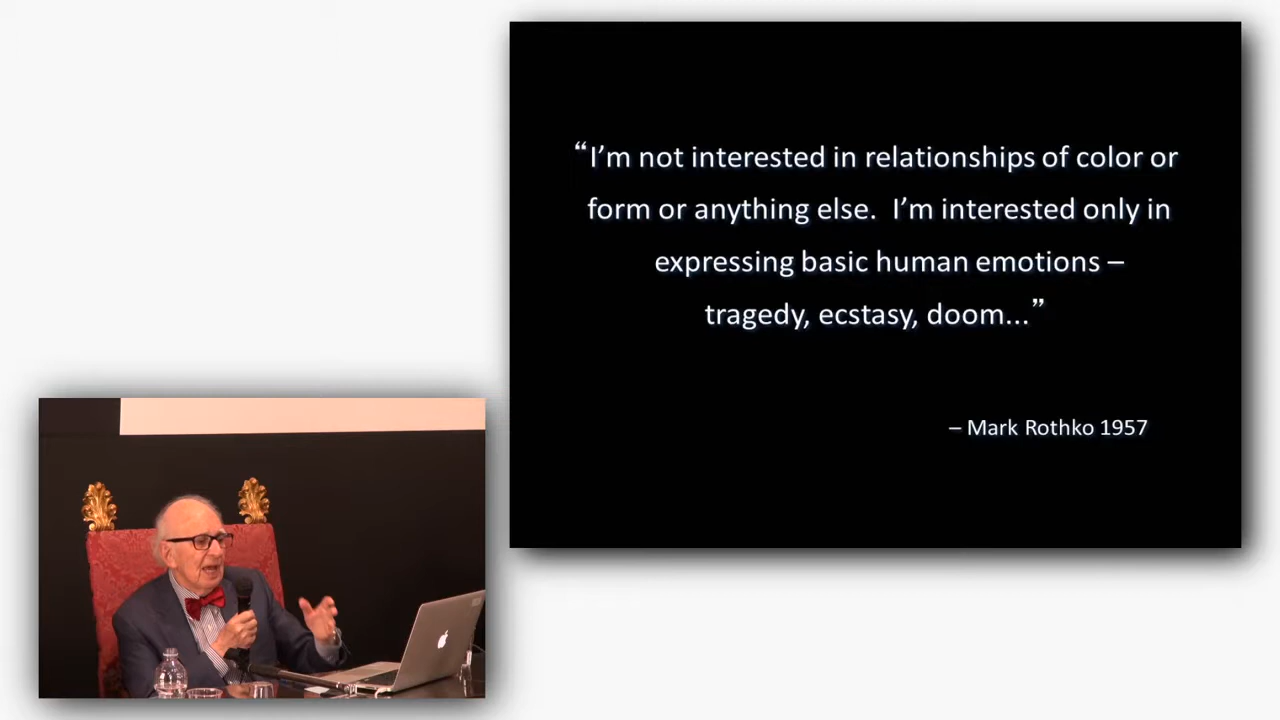 “I’m not interested in relationships of color or
form or anything else.  I’m interested only in
expressing basic human emotions –
tragedy, ecstasy, doom...”
– Mark Rothko 1957